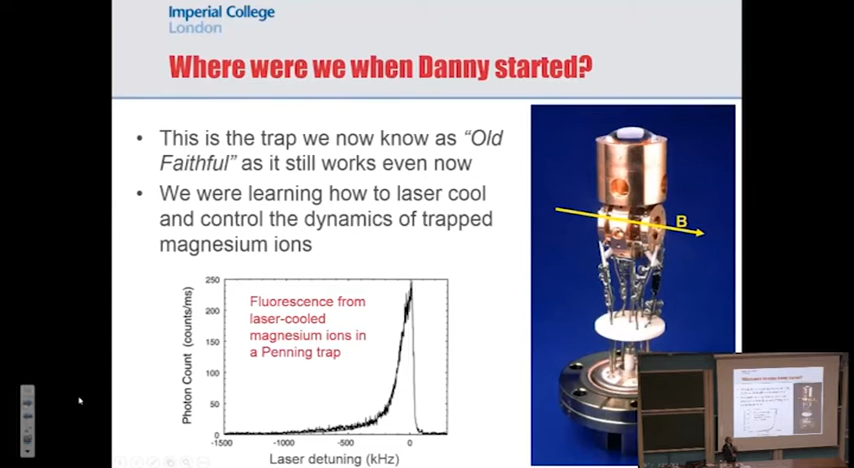 Imperial College
London
Where were we when Danny started?
• This is the trap we now know as “Old
Faithful” as it still works even now
• We were learning how to laser cool
and control the dynamics of trapped
magnesium ions
B
250
200
150
100
50
0
Photon Count (counts/ms)
Fluorescence from
laser-cooled
magnesium ions in
a Penning trap
-1500
-1000
-500
0
Laser detuning (kHz)